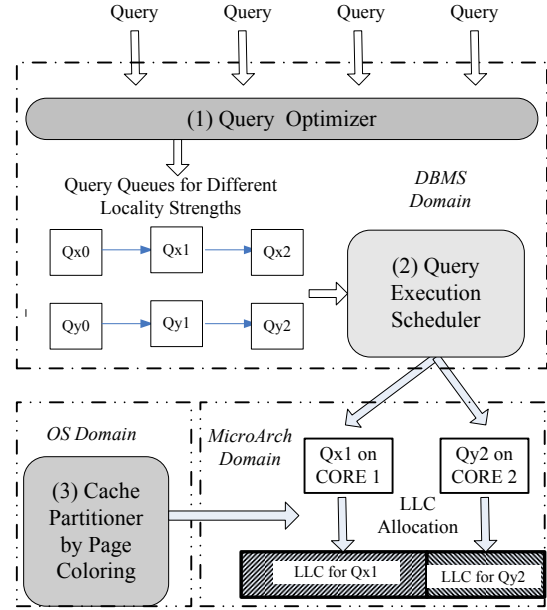 Query Query Query Query
(1) Query Optimizer
Query Queues for Different
Locality Strengths
DBMS
Domain
Qx0 Qx1 Qx2
Qy0 Qy1 Qy2
(2) Query
Execution
Scheduler
OS Domain
(3) Cache
Partitioner
by Page
Coloring
MicroArch
Domain
Qx1 on
CORE 1
Qy2 on
CORE 2
LLC
Allocation
LLC for Qx1
LLC for Qy2